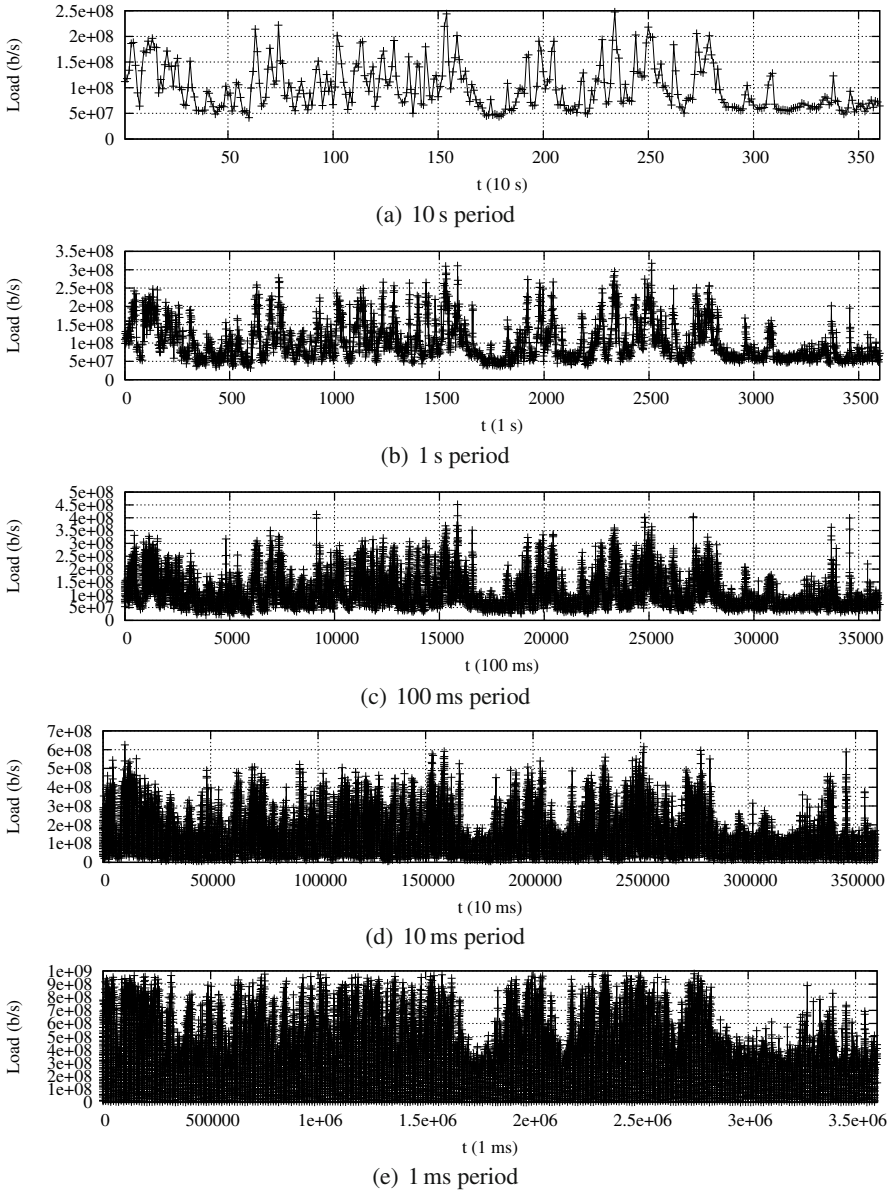 2.5e+08
2e+08
1.5e+08
1e+08
5e+07
0
Load (b/s)
50 100 150 200 250 300 350
t (10 s)
(a) 10 s period
3.5e+08
3e+08
2.5e+08
2e+08
1.5e+08
1e+08
5e+07
0
Load (b/s)
0 500 1000 1500 2000 2500 3000 3500
t (1 s)
(b) 1 s period
5e+08
4.5e+08
4e+08
3.5e+08
3e+08
2.5e+08
2e+08
1.5e+08
1e+08
5e+07
0
Load (b/s)
0 5000 10000 15000 20000 25000 30000 35000
t (100 ms)
(c) 100 ms period
7e+08
6e+08
5e+08
4e+08
3e+08
2e+08
1e+08
0
Load (b/s)
0 50000 100000 150000 200000 250000 300000 350000
t (10 ms)
(d) 10 ms period
1e+09
9e+08
8e+08
7e+08
6e+08
5e+08
4e+08
3e+08
2e+08
1e+08
0
Load (b/s)
0 500000 1e+06 1.5e+06 2e+06 2.5e+06 3e+06 3.5e+06
t (1 ms)
(e) 1 ms period